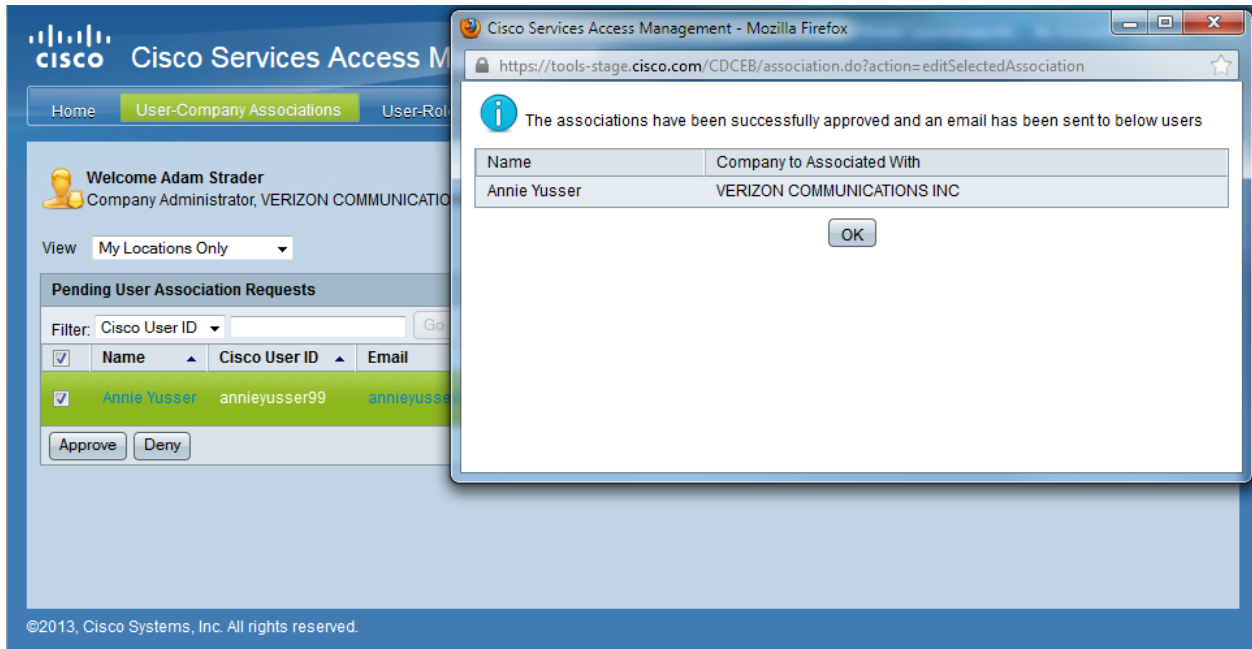 cisco Cisco Services Access M
Home User-Company Associations User-Rol
Welcome Adam Strader
Company Administrator, VERIZON COMMUNICATIO
View My Locations Only
Pending User Association Requests
Filter: Cisco User ID Go
Name Cisco User ID Email
Annie Yusser annieyusser99 annieyusse
Approve Deny
©2013, Cisco Systems, Inc. All rights reserved.
Cisco Services Access Management - Mozilla Firefox
https://tools-stage.cisco.com/CDCEB/association.do?action=editSelectedAssociation
The associations have been successfully approved and an email has been sent to below users
Name Company to Associated With
Annie Yusser VERIZON COMMUNICATIONS INC
OK